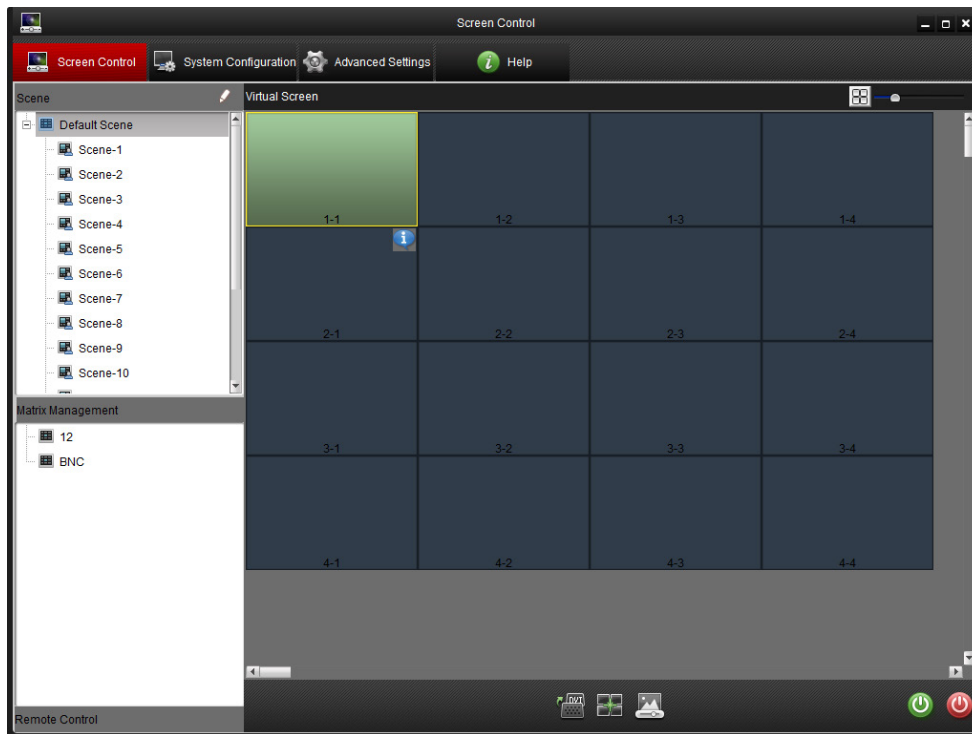 Screen Control
Screen Control System Configuration Advanced Settings Help
Scene
Virtual Screen
Default Scene
Scene-1
Scene-2
Scene-3
Scene-4
Scene-5
Scene-6
Scene-7
Scene-8
Scene-9
Scene-10
Matrix Management
12
BNC
Remote Control
1-1 1-2 1-3 1-4
2-1 2-2 2-3 2-4
3-1 3-2 3-3 3-4
4-1 4-2 4-3 4-4
DVI